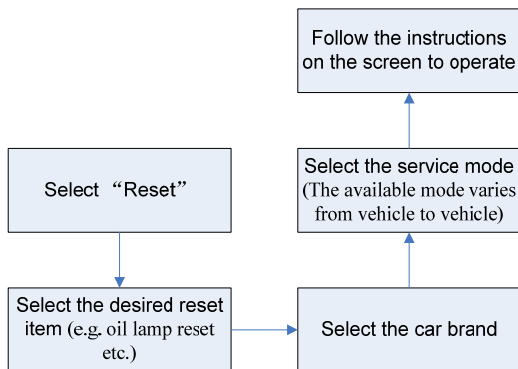 Select “Reset”
Select the desired reset
item (e.g. oil lamp reset
etc.)
Select the car brand
Select the service mode
(The available mode varies
from vehicle to vehicle)
Follow the instructions
on the screen to operate